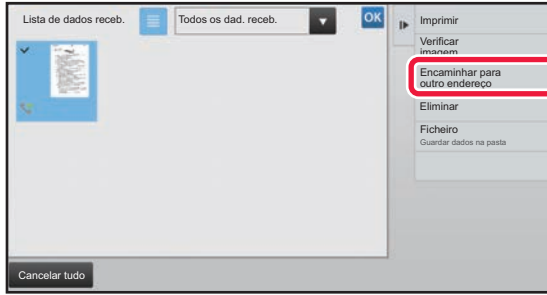 Lista de dados receb.
Todos os dad. receb.
OK
Imprimir
Verificar
imagem
Encaminhar para
outro endereço
Eliminar
Ficheiro
Guardar dados na pasta
Cancelar tudo